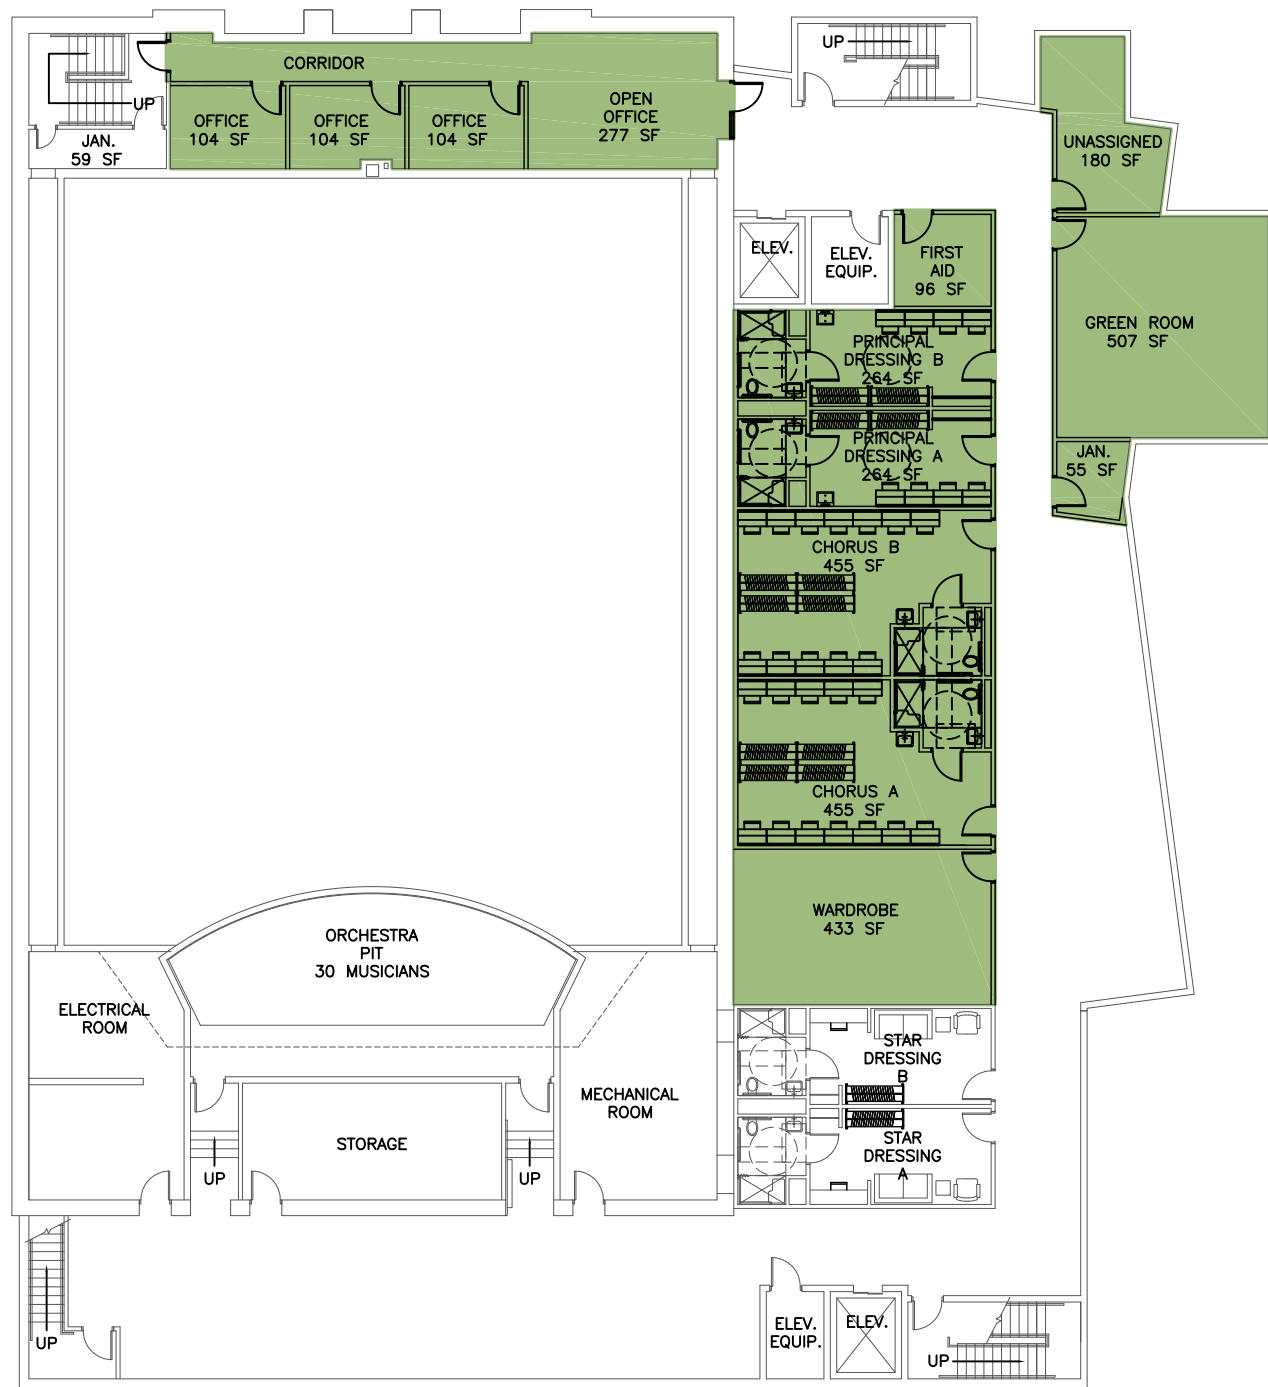 UP
CORRIDOR
UP
JAN.
59 SF
OFFICE
104 SF
OFFICE
104 SF
OFFICE
104 SF
OPEN
OFFICE
277 SF
UP
UNASSIGNED
180 SF
ELEV.
ELEV.
EQUIP.
FIRST
AID
96 SF
GREEN ROOM
507 SF
PRINCIPAL
DRESSING B
264 SF
PRINCIPAL
DRESSING A
264 SF
JAN.
55 SF
CHORUS B
455 SF
CHORUS A
455 SF
WARDROBE
433 SF
ORCHESTRA
PIT
30 MUSICIANS
ELECTRICAL
ROOM
STAR
DRESSING
B
MECHANICAL
ROOM
STORAGE
STAR
DRESSING
A
UP
UP
UP
ELEV.
EQUIP.
ELEV.
UP